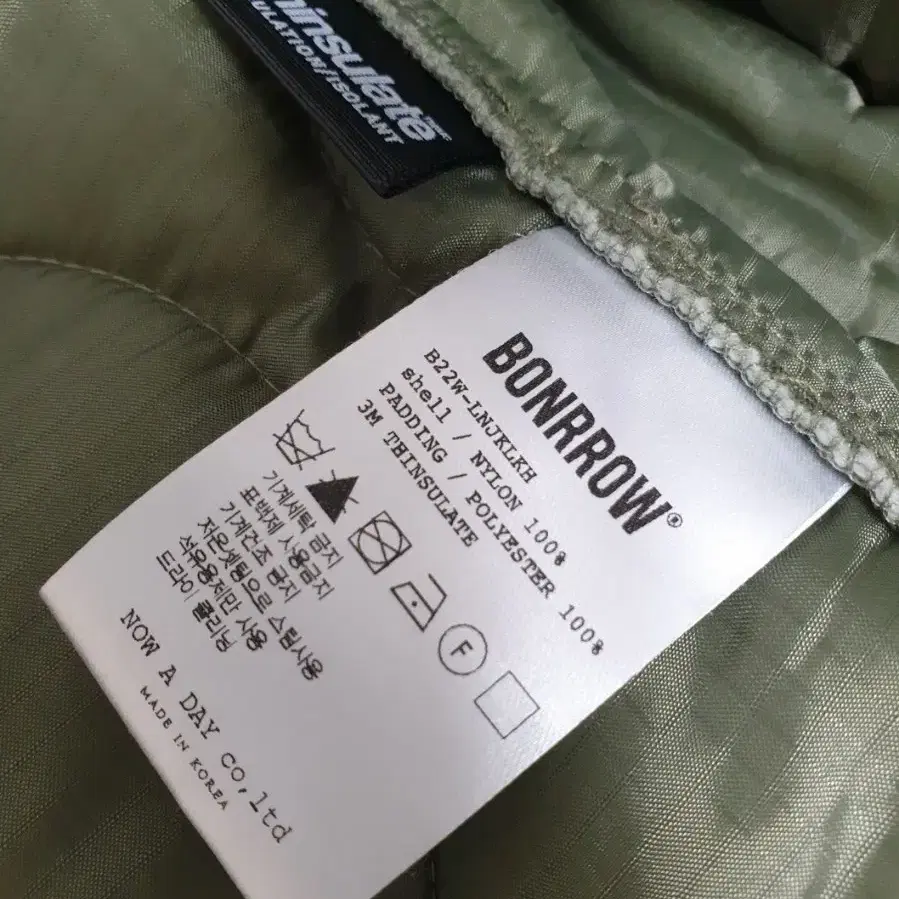 insulate
ULATION/ISOLANT
BONRROW®
B22W-LNJKLKH
shell / NYLON 100%
PADDING / POLYESTER 100%
3M THINSULATE
F
기계세탁 금지
표백제 사용금지
기계건조 금지
저온셋팅으로 스팀사용
석유용제만 사용
드라이 클리닝
NOW A DAY co,ltd
MADE IN KOREA